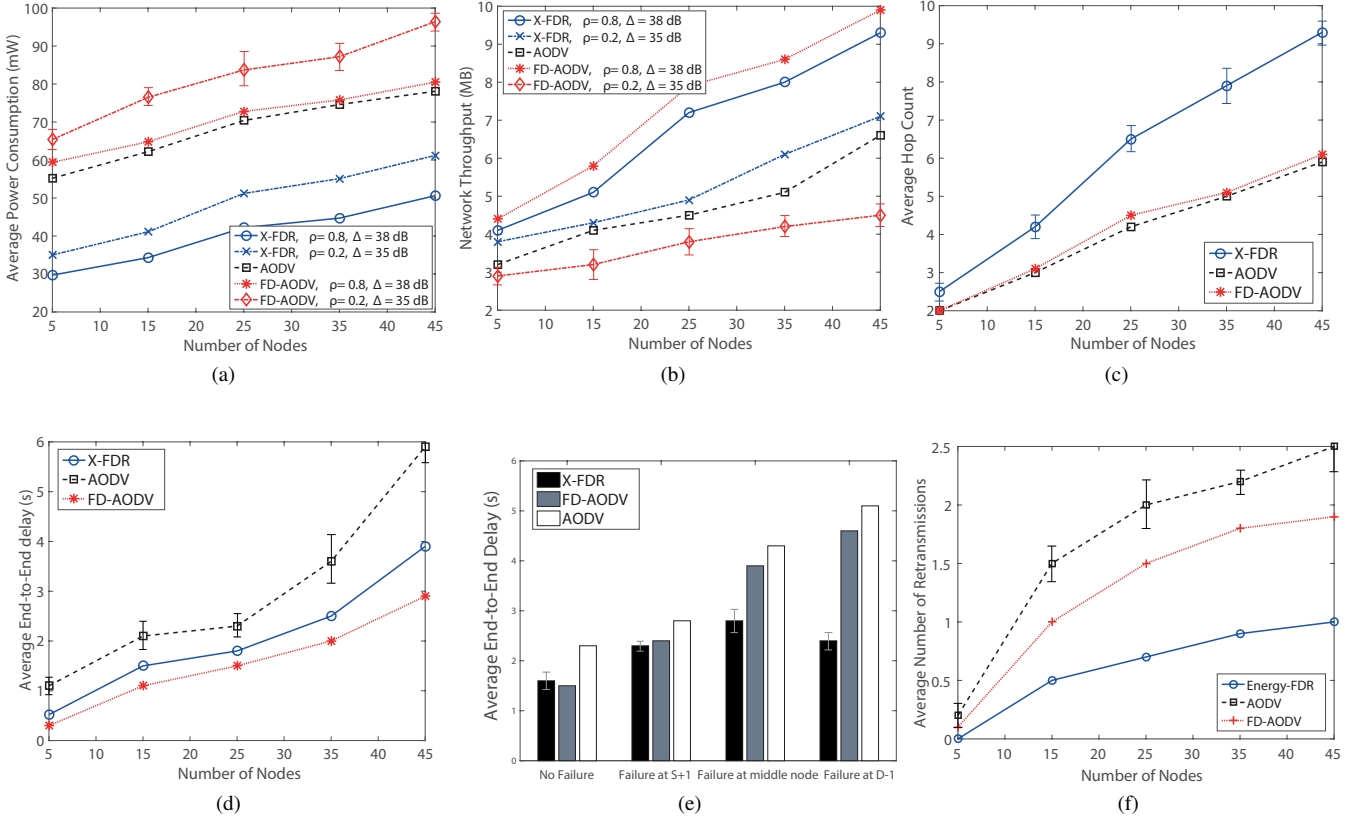 Average Power Consumption (mW)
100
90
80
70
60
50
40
30
20
5
10
15
20
25
30
35
40
45
Number of Nodes
X-FDR, ρ= 0.8, Δ = 38 dB
X-FDR, ρ= 0.2, Δ = 35 dB
AODV
FD-AODV, ρ= 0.8, Δ = 38 dB
FD-AODV, ρ= 0.2, Δ = 35 dB
(a)
Network Throughput (MB)
10
9
8
7
6
5
4
3
2
5
10
15
20
25
30
35
40
45
Number of Nodes
X-FDR, ρ= 0.8, Δ = 38 dB
X-FDR, ρ= 0.2, Δ = 35 dB
AODV
FD-AODV, ρ= 0.8, Δ = 38 dB
FD-AODV, ρ= 0.2, Δ = 35 dB
(b)
Average Hop Count
10
9
8
7
6
5
4
3
2
5
10
15
20
25
30
35
40
45
Number of Nodes
X-FDR
AODV
FD-AODV
(c)
Average End-to-End delay (s)
6
5
4
3
2
1
0
5
10
15
20
25
30
35
40
45
Number of Nodes
X-FDR
AODV
FD-AODV
(d)
Average End-to-End Delay (s)
6
5
4
3
2
1
0
No Failure
Failure at S+1
Failure at middle node
Failure at D-1
X-FDR
FD-AODV
AODV
(e)
Average Number of Retransmissions
2.5
2
1.5
1
0.5
0
5
10
15
20
25
30
35
40
45
Number of Nodes
Energy-FDR
AODV
FD-AODV
(f)